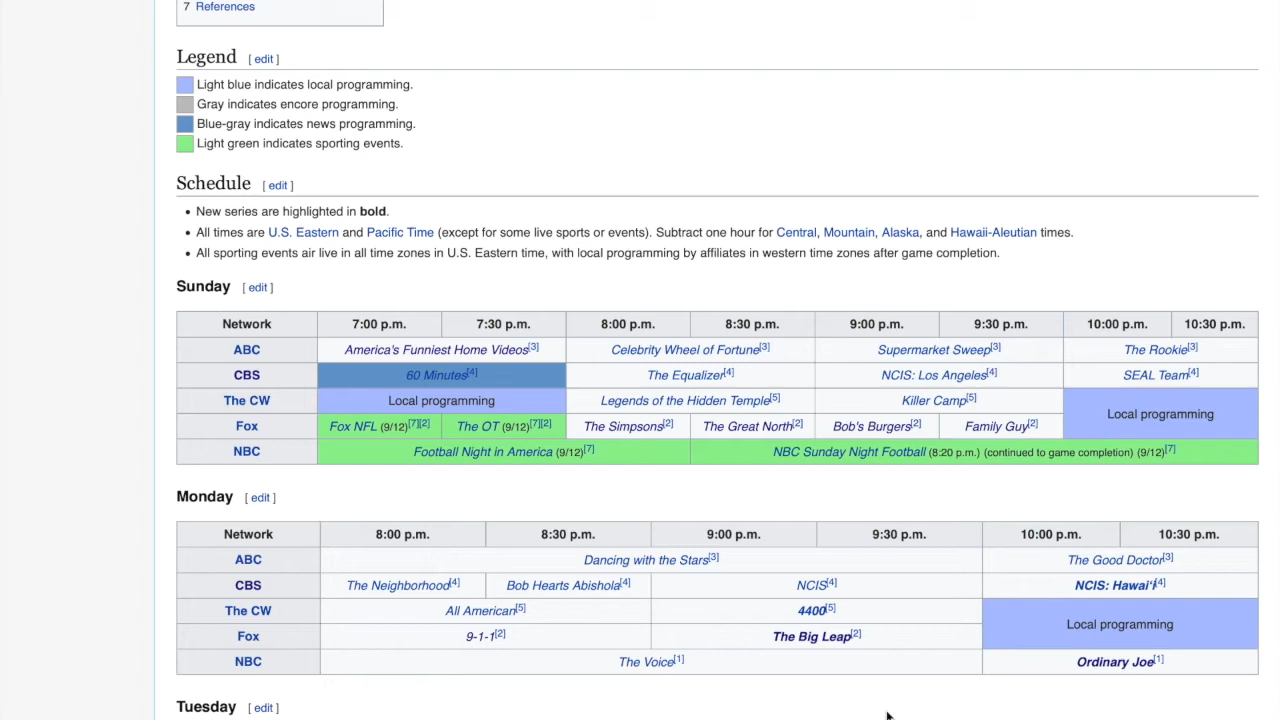 7 References
Legend [ edit ]
Light blue indicates local programming.
Gray indicates encore programming.
Blue-gray indicates news programming.
Light green indicates sporting events.
Schedule [ edit ]
• New series are highlighted in bold.
• All times are U.S. Eastern and Pacific Time (except for some live sports or events). Subtract one hour for Central, Mountain, Alaska, and Hawaii-Aleutian times.
• All sporting events air live in all time zones in U.S. Eastern time, with local programming by affiliates in western time zones after game completion.
Sunday [ edit ]
Network 7:00 p.m. 7:30 p.m. 8:00 p.m. 8:30 p.m. 9:00 p.m. 9:30 p.m. 10:00 p.m. 10:30 p.m.
ABC America's Funniest Home Videos[3] Celebrity Wheel of Fortune[3] Supermarket Sweep[3] The Rookie[3]
CBS 60 Minutes[4] The Equalizer[4] NCIS: Los Angeles[4] SEAL Team[4]
The CW Local programming Legends of the Hidden Temple[5] Killer Camp[5] Local programming
Fox Fox NFL (9/12)[7][2] The OT (9/12)[7][2] The Simpsons[2] The Great North[2] Bob's Burgers[2] Family Guy[2]
NBC Football Night in America (9/12)[7] NBC Sunday Night Football (8:20 p.m.) (continued to game completion) (9/12)[7]
Monday [ edit ]
Network 8:00 p.m. 8:30 p.m. 9:00 p.m. 9:30 p.m. 10:00 p.m. 10:30 p.m.
ABC Dancing with the Stars[3] The Good Doctor[3]
CBS The Neighborhood[4] Bob Hearts Abishola[4] NCIS[4] NCIS: Hawaiʻi[4]
The CW All American[5] 4400[5] Local programming
Fox 9-1-1[2] The Big Leap[2]
NBC The Voice[1] Ordinary Joe[1]
Tuesday [ edit ]